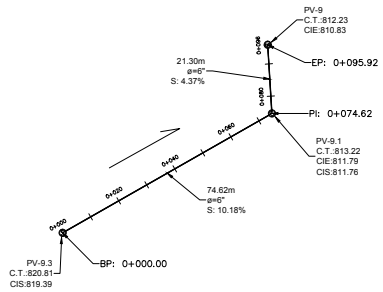 PV-9
C.T.:812.23
CIE:810.83
0+095.92
EP: 0+095.92
21.30m
ø=6"
S: 4.37%
0+080
PI: 0+074.62
0+060
PV-9.1
C.T.:813.22
CIE:811.79
CIS:811.76
0+040
0+020
74.62m
ø=6"
S: 10.18%
0+000
PV-9.3
C.T.:820.81
CIS:819.39
BP: 0+000.00